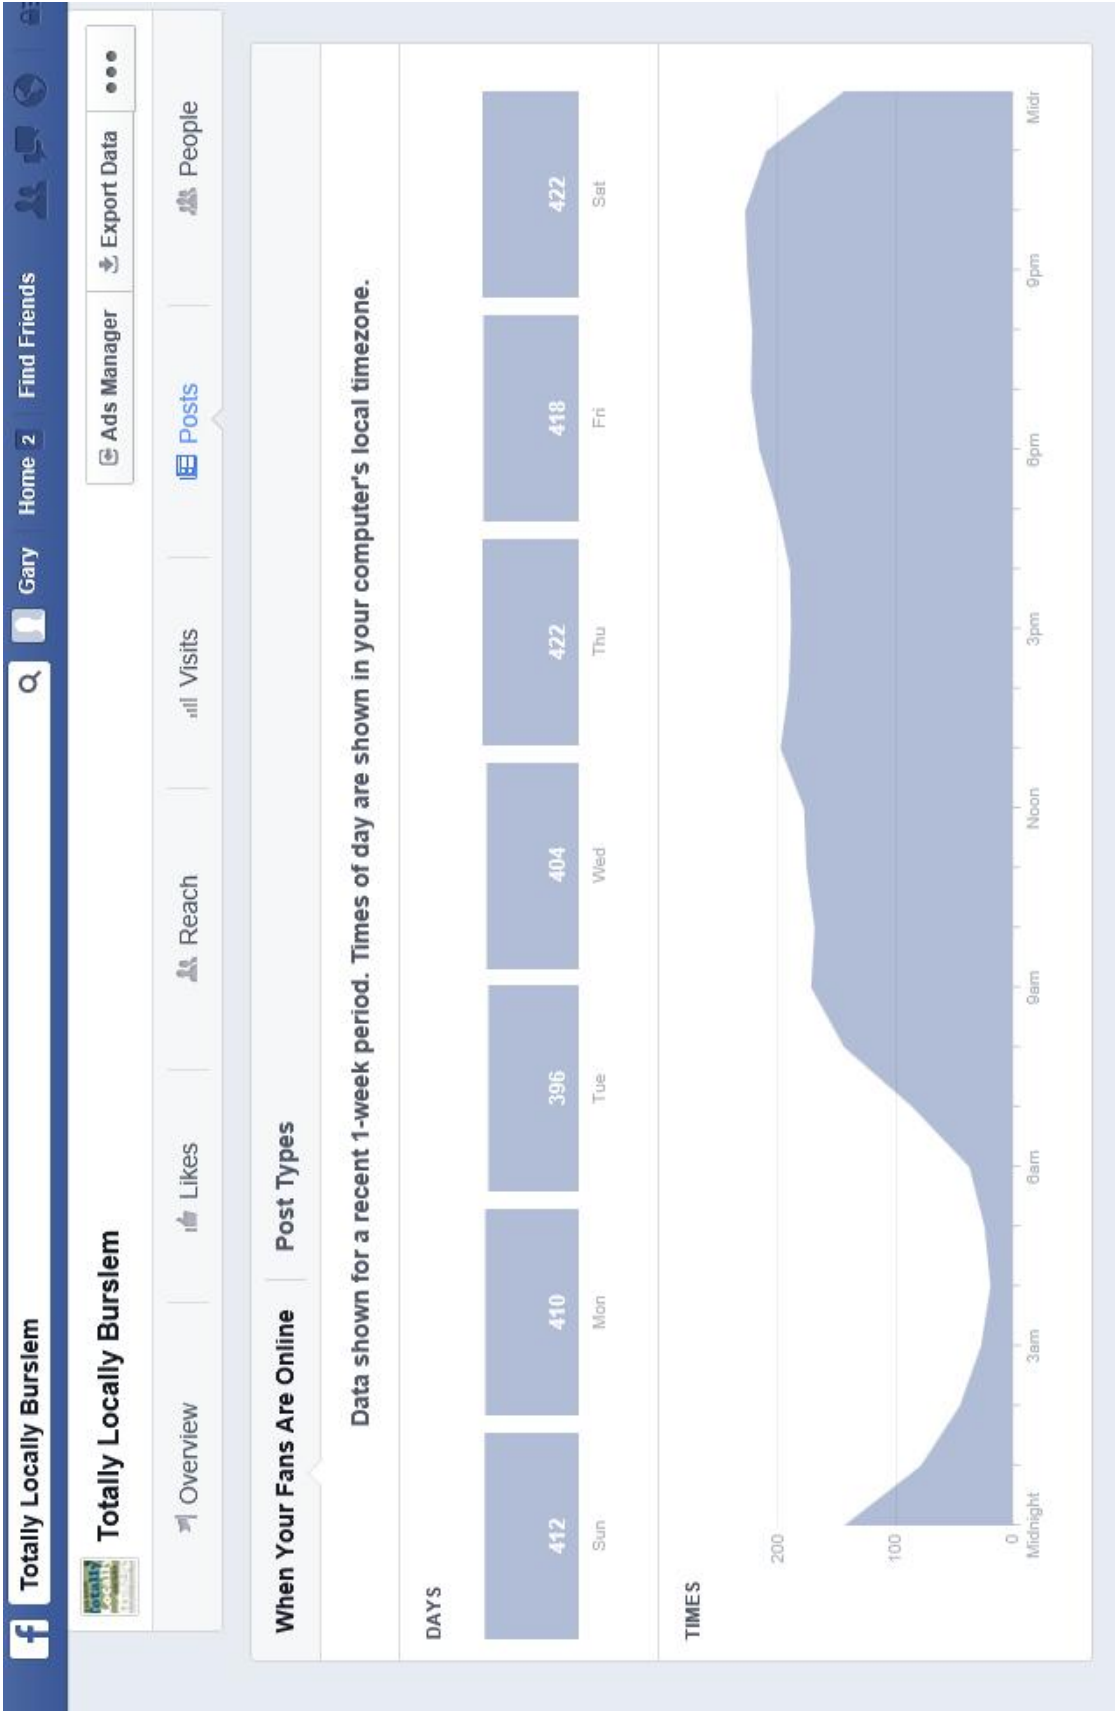 Totally Locally Burslem
Gary Home 2 Find Friends
Totally Locally Burslem
Ads Manager Export Data
Overview Likes Reach Visits Posts People
When Your Fans Are Online Post Types
Data shown for a recent 1-week period. Times of day are shown in your computer's local timezone.
DAYS
412 410 396 404 422 418 422
Sun Mon Tue Wed Thu Fri Sat
TIMES
200
100
0
Midnight 3am 6am 9am Noon 3pm 6pm 9pm Midr